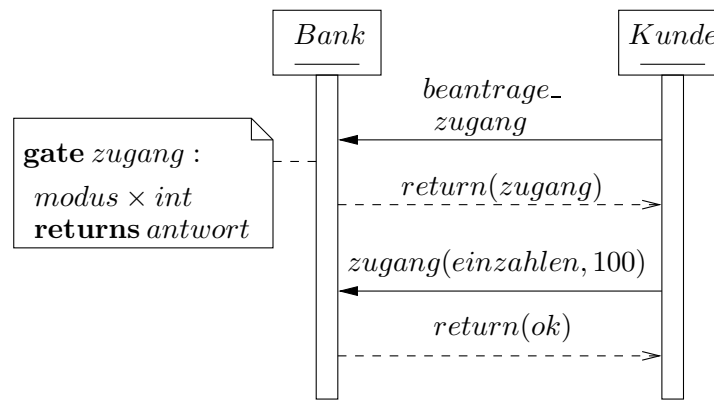 Bank
Kunde
beantrage_
zugang
gate zugang :
modus × int
returns antwort
return(zugang)
zugang(einzahlen, 100)
return(ok)